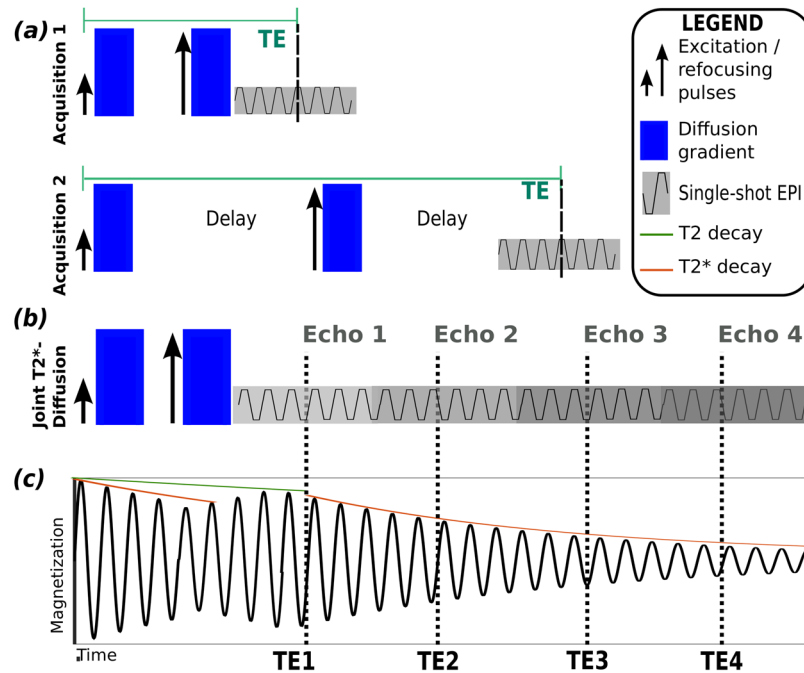 (a)
Acquisition 1
TE
Acquisition 2
Delay
Delay
TE
LEGEND
Excitation /
refocusing
pulses
Diffusion
gradient
Single-shot EPI
T2 decay
T2* decay
(b)
Joint T2*-
Diffusion
Echo 1
Echo 2
Echo 3
Echo 4
(c)
Magnetization
Time
TE1
TE2
TE3
TE4